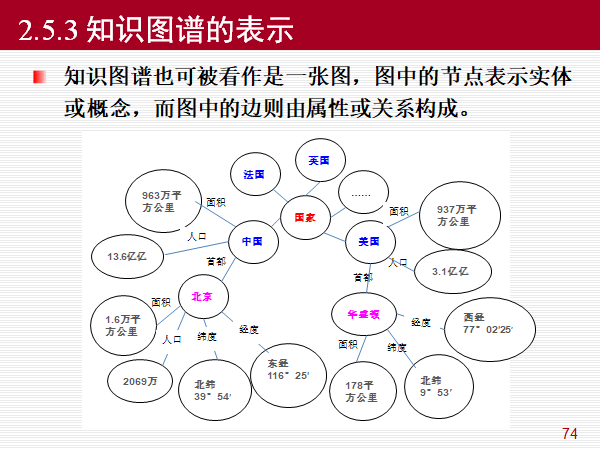 2.5.3 知识图谱的表示
知识图谱也可被看作是一张图，图中的节点表示实体
或概念，而图中的边则由属性或关系构成。
英国
法国
......
国家
963万平
方公里
面积
面积
937万平
方公里
人口
中国
美国
13.6亿亿
首都
人口
3.1亿亿
首都
北京
1.6万平
方公里
面积
华盛顿
西经
77°02'25'
人口
纬度
经度
经度
面积
纬度
2069万
北纬
39°54'
东经
116°25'
178平
方公里
北纬
9°53'
74